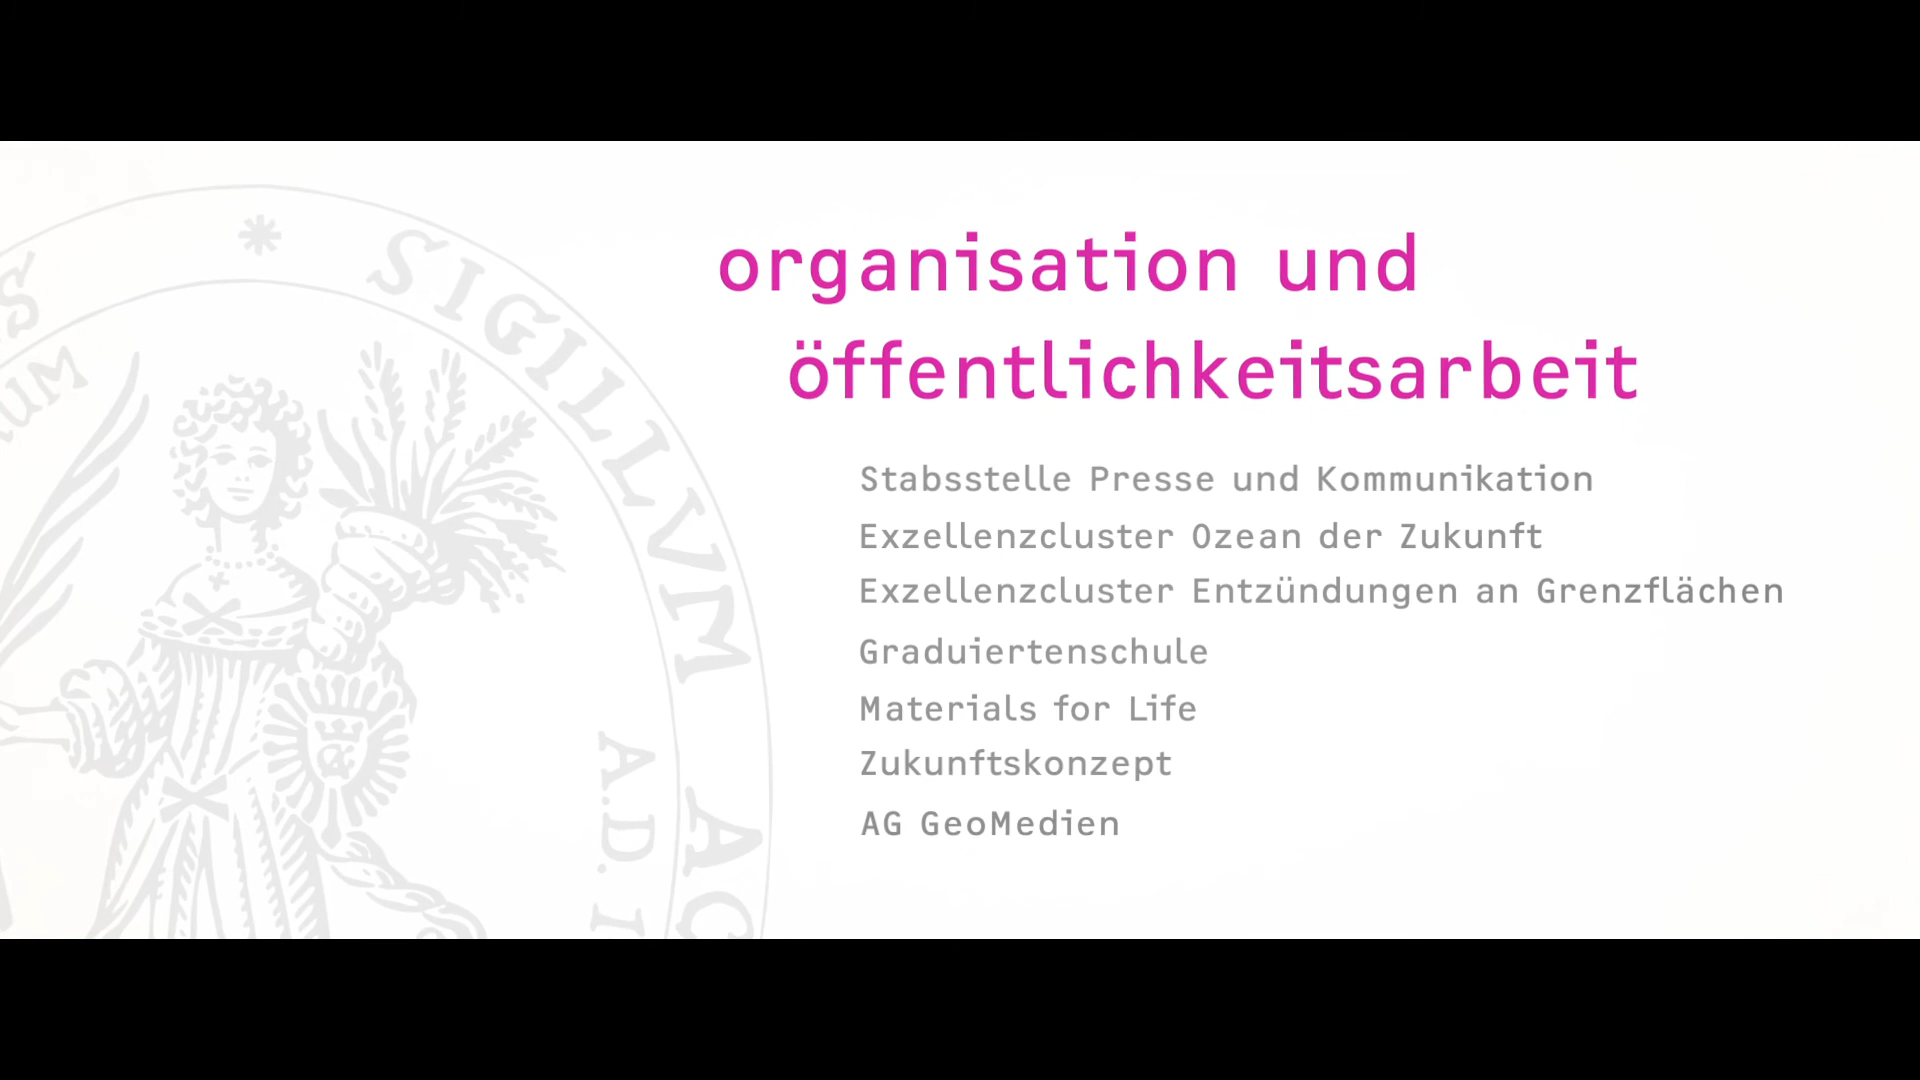 organisation und
öffentlichkeitsarbeit
Stabsstelle Presse und Kommunikation
Exzellenzcluster Ozean der Zukunft
Exzellenzcluster Entzündungen an Grenzflächen
Graduiertenschule
Materials for Life
Zukunftskonzept
AG GeoMedien
SIGILLVM
A.D.